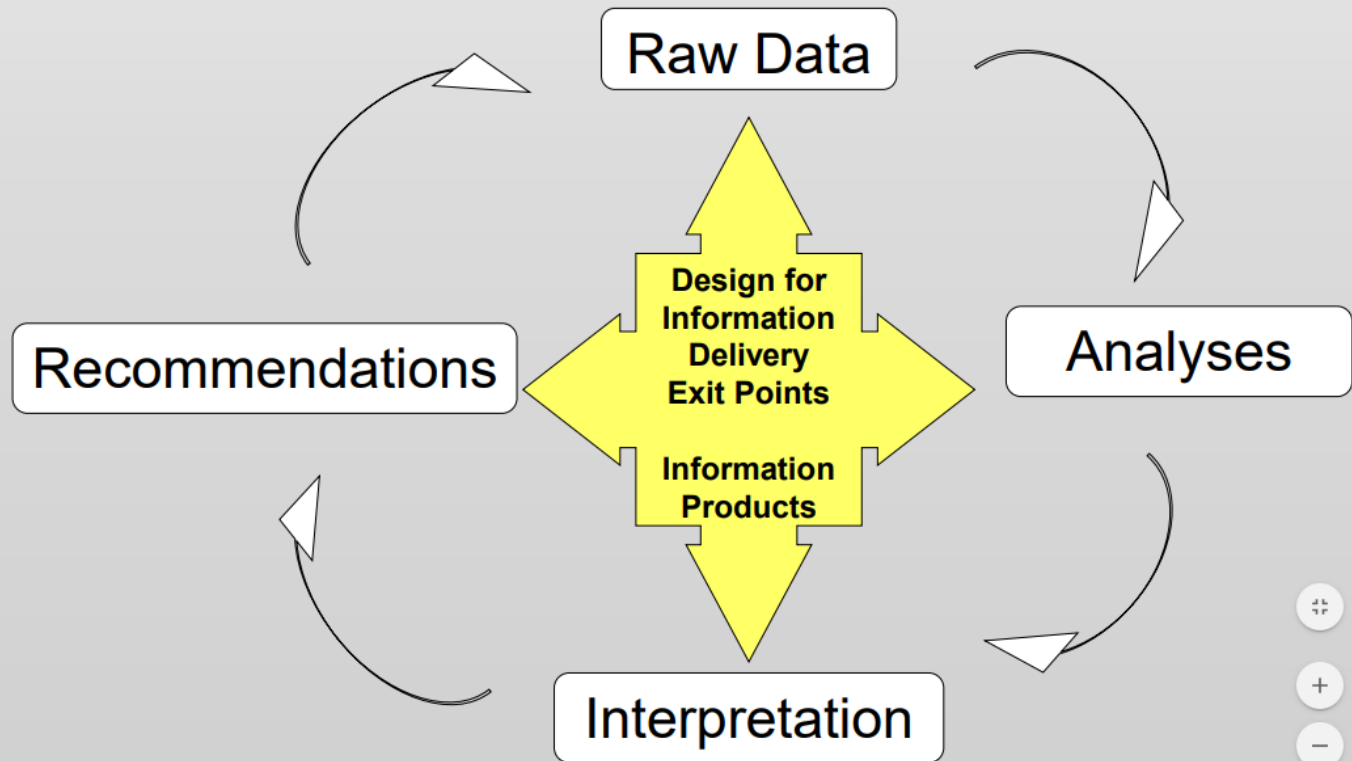 Raw Data
Design for
Information
Delivery
Exit Points
Information
Products
Recommendations
Analyses
Interpretation